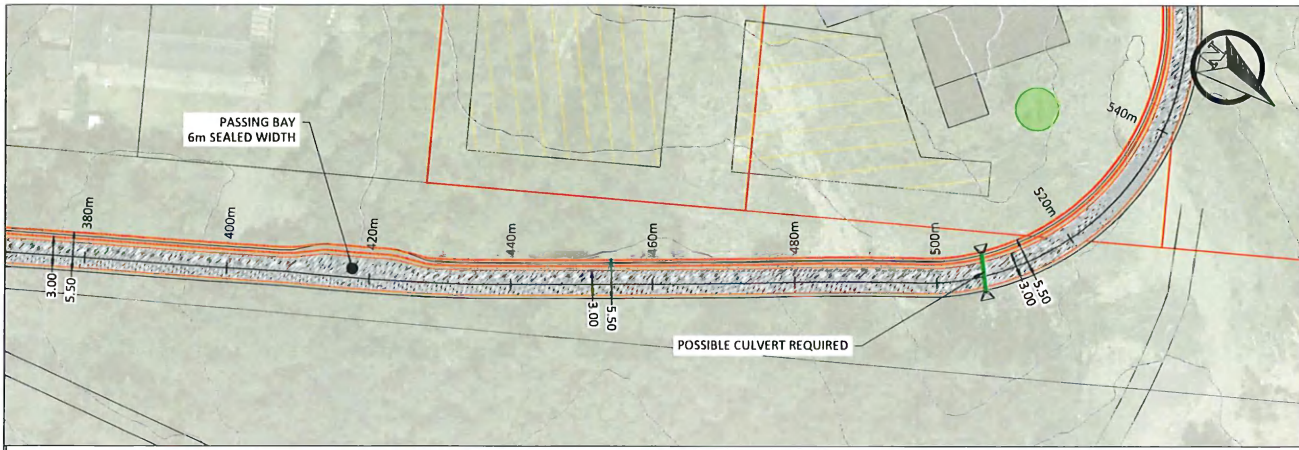 PASSING BAY
6m SEALED WIDTH
380m
400m
420m
440m
460m
480m
500m
520m
540m
3.00
5.50
3.00
5.50
3.00
5.50
POSSIBLE CULVERT REQUIRED